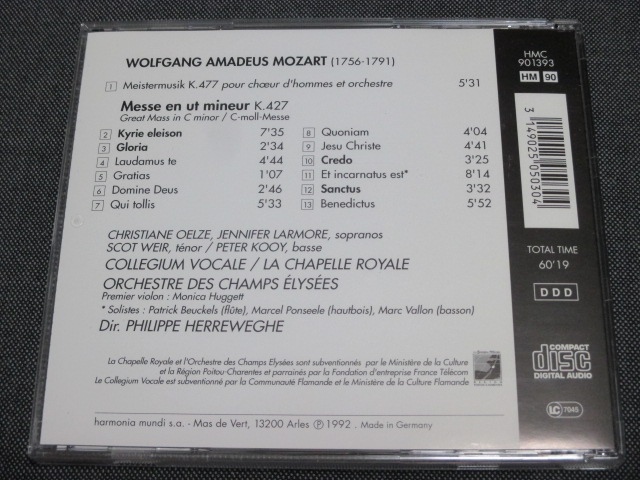 WOLFGANG AMADEUS MOZART (1756-1791)
1 Meistermusik K.477 pour chœur d'hommes et orchestre 5'31
Messe en ut mineur K.427
Great Mass in C minor / C-moll-Messe
2 Kyrie eleison 7'35
3 Gloria 2'34
4 Laudamus te 4'44
5 Gratias 1'07
6 Domine Deus 2'46
7 Qui tollis 5'33
8 Quoniam 4'04
9 Jesu Christe 4'41
10 Credo 3'25
11 Et incarnatus est* 8'14
12 Sanctus 3'32
13 Benedictus 5'52
CHRISTIANE OELZE, JENNIFER LARMORE, sopranos
SCOT WEIR, ténor / PETER KOOY, basse
COLLEGIUM VOCALE / LA CHAPELLE ROYALE
ORCHESTRE DES CHAMPS ÉLYSÉES
Premier violon : Monica Huggett
* Solistes : Patrick Beuckels (flûte), Marcel Ponseele (hautbois), Marc Vallon (basson)
Dir. PHILIPPE HERREWEGHE
La Chapelle Royale et l'Orchestre des Champs Elysées sont subventionnés par le Ministère de la Culture
et la Région Poitou-Charentes et parrainés par la Fondation d'entreprise France Télécom
Le Collegium Vocale est subventionné par la Communauté Flamande et le Ministère de la Culture Flamande
harmonia mundi s.a. - Mas de Vert, 13200 Arles ℗ 1992 . Made in Germany
HMC
901393
HM 90
3 149025 050304
TOTAL TIME
60'19
DDD
COMPACT
disc
DIGITAL AUDIO
LC 7045